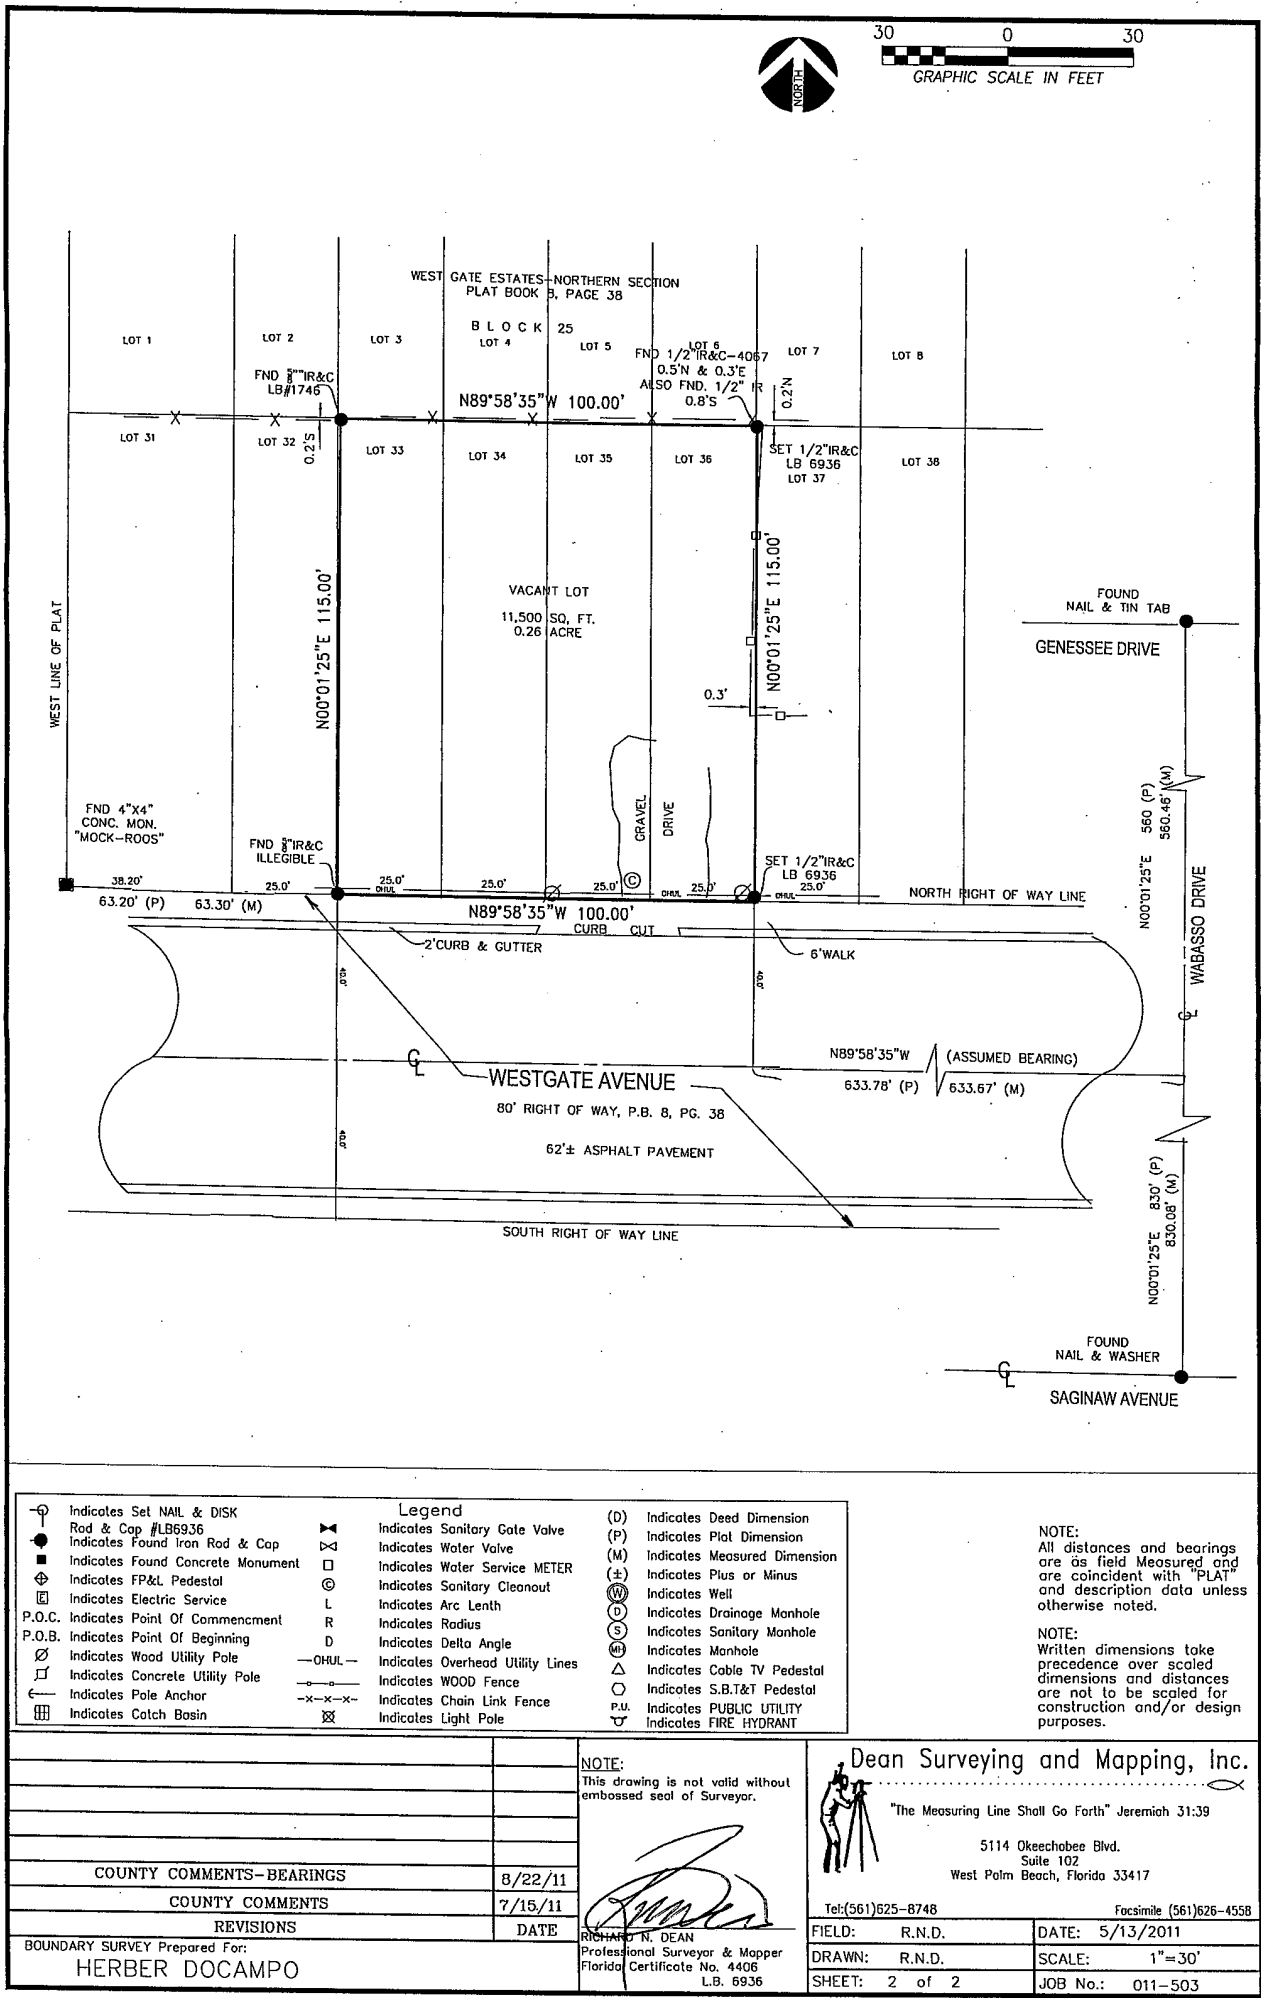 30 0 30
GRAPHIC SCALE IN FEET
NORTH
WEST GATE ESTATES-NORTHERN SECTION
PLAT BOOK 8, PAGE 38
BLOCK 25
LOT 1
LOT 2
LOT 3
LOT 4
LOT 5
LOT 6
LOT 7
LOT 8
FND 5/8""IR&C
LB#1746
FND 1/2"IR&C-4067
0.5'N & 0.3'E
ALSO FND. 1/2" IR
0.8'S
0.2'N
N89°58'35"W 100.00'
LOT 31
LOT 32
0.2'S
LOT 33
LOT 34
LOT 35
LOT 36
SET 1/2"IR&C
LB 6936
LOT 37
LOT 38
N00°01'25"E 115.00'
VACANT LOT
11,500 SQ, FT.
0.26 ACRE
N00°01'25"E 115.00'
0.3'
WEST LINE OF PLAT
FOUND
NAIL & TIN TAB
GENESSEE DRIVE
N00°01'25"E 560 (P)
560.46' (M)
WABASSO DRIVE
FND 4"X4"
CONC. MON.
"MOCK-ROOS"
FND 5/8"IR&C
ILLEGIBLE
GRAVEL
DRIVE
C
SET 1/2"IR&C
LB 6936
38.20'
25.0' 25.0' 25.0' 25.0' 25.0' 25.0'
OHUL OHUL OHUL
63.20' (P) 63.30' (M)
NORTH RIGHT OF WAY LINE
N89°58'35"W 100.00'
CURB CUT
2'CURB & GUTTER
6'WALK
40.0'
40.0'
CL
CL
N89°58'35"W (ASSUMED BEARING)
633.78' (P) 633.67' (M)
WESTGATE AVENUE
80' RIGHT OF WAY, P.B. 8, PG. 38
40.0'
62'± ASPHALT PAVEMENT
SOUTH RIGHT OF WAY LINE
N00°01'25"E 830' (P)
830.08' (M)
FOUND
NAIL & WASHER
CL
SAGINAW AVENUE
Legend
Indicates Set NAIL & DISK
Rod & Cap #LB6936
Indicates Found Iron Rod & Cap
Indicates Found Concrete Monument
Indicates FP&L Pedestal
E Indicates Electric Service
P.O.C. Indicates Point Of Commencment
P.O.B. Indicates Point Of Beginning
Indicates Wood Utility Pole
Indicates Concrete Utility Pole
Indicates Pole Anchor
Indicates Catch Basin
Indicates Sanitary Gate Valve
Indicates Water Valve
Indicates Water Service METER
C Indicates Sanitary Cleanout
L Indicates Arc Lenth
R Indicates Radius
D Indicates Delta Angle
—OHUL— Indicates Overhead Utility Lines
Indicates WOOD Fence
-x-x-x- Indicates Chain Link Fence
Indicates Light Pole
(D) Indicates Deed Dimension
(P) Indicates Plat Dimension
(M) Indicates Measured Dimension
(±) Indicates Plus or Minus
W Indicates Well
D Indicates Drainage Manhole
S Indicates Sanitary Manhole
MH Indicates Manhole
Indicates Cable TV Pedestal
Indicates S.B.T&T Pedestal
P.U. Indicates PUBLIC UTILITY
Indicates FIRE HYDRANT
NOTE:
All distances and bearings
are as field Measured and
are coincident with "PLAT"
and description data unless
otherwise noted.
NOTE:
Written dimensions take
precedence over scaled
dimensions and distances
are not to be scaled for
construction and/or design
purposes.
COUNTY COMMENTS-BEARINGS 8/22/11
COUNTY COMMENTS 7/15/11
REVISIONS DATE
BOUNDARY SURVEY Prepared For:
HERBER DOCAMPO
NOTE:
This drawing is not valid without
embossed seal of Surveyor.
RICHARD N. DEAN
Professional Surveyor & Mapper
Florida Certificate No. 4406
L.B. 6936
Dean Surveying and Mapping, Inc.
"The Measuring Line Shall Go Forth" Jeremiah 31:39
5114 Okeechobee Blvd.
Suite 102
West Palm Beach, Florida 33417
Tel:(561)625-8748 Facsimile (561)626-4558
FIELD: R.N.D. DATE: 5/13/2011
DRAWN: R.N.D. SCALE: 1"=30'
SHEET: 2 of 2 JOB No.: 011-503